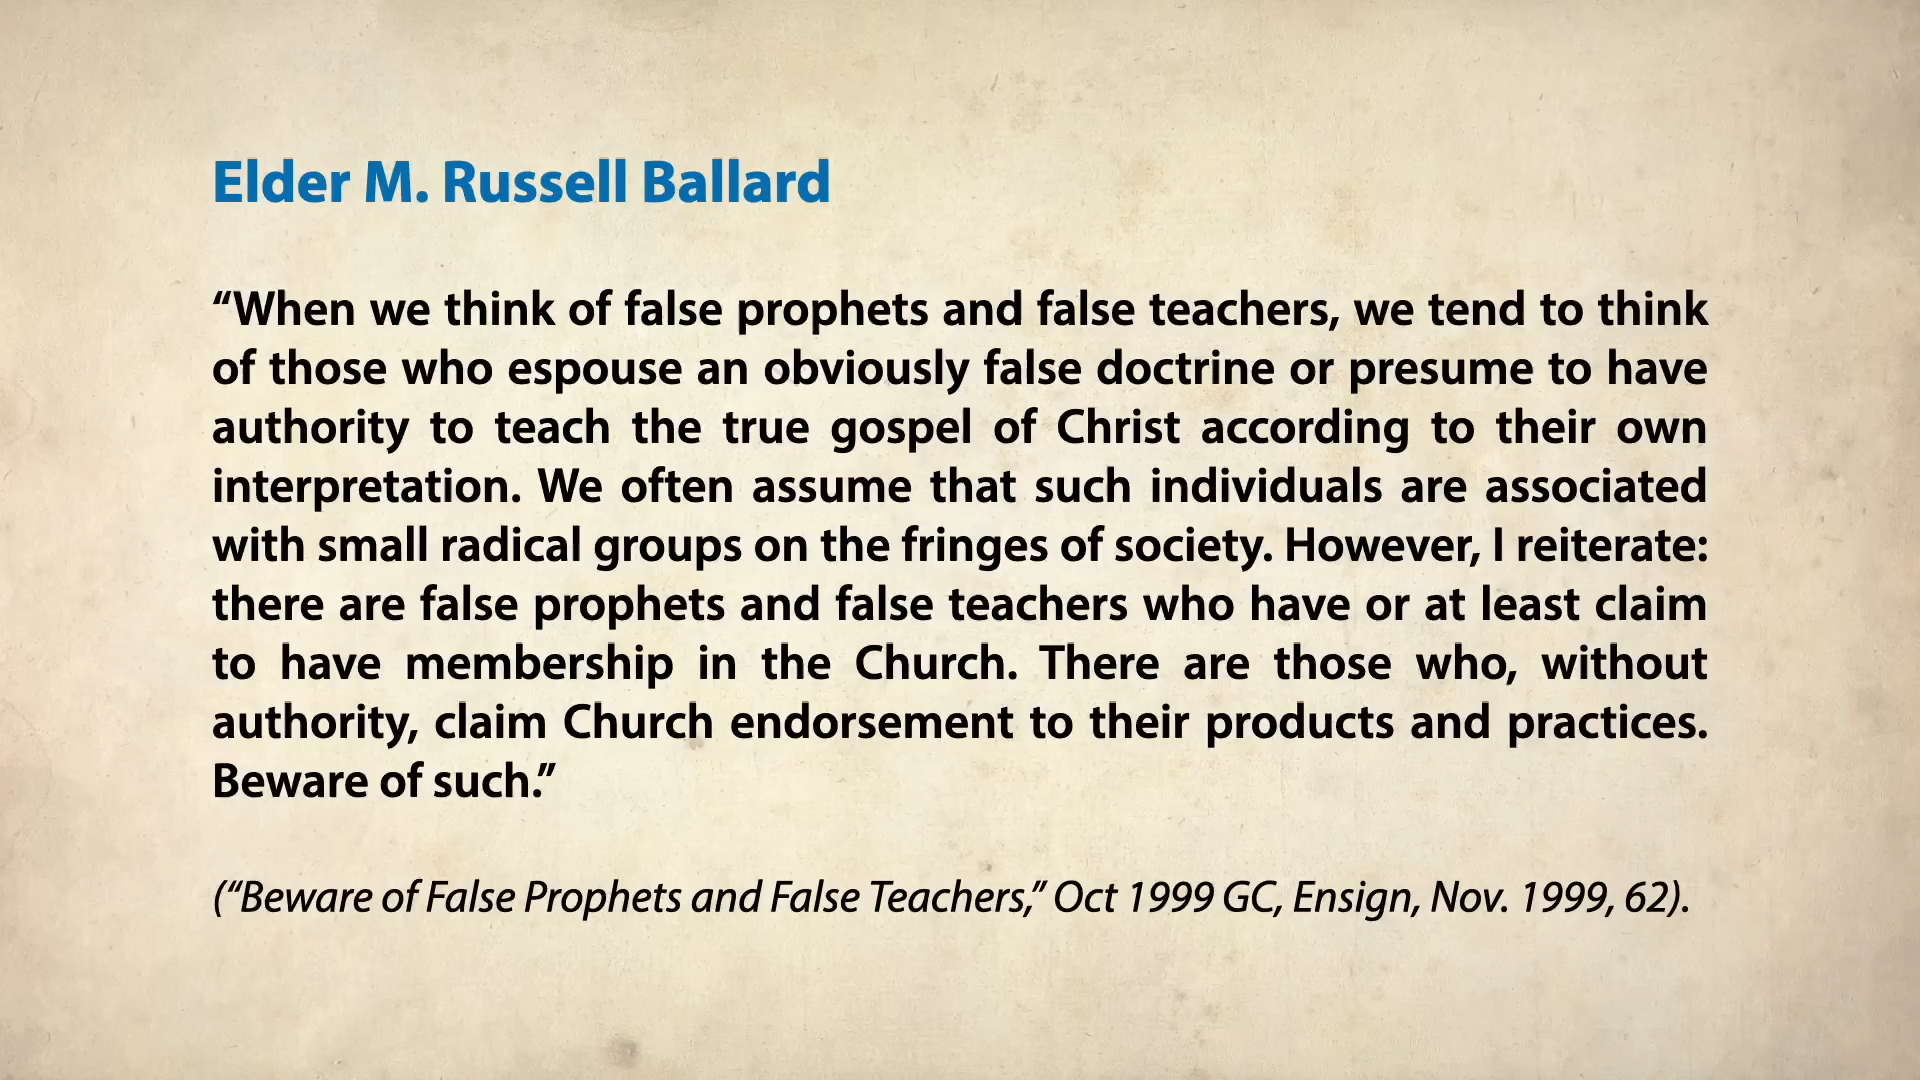 Elder M. Russell Ballard
“When we think of false prophets and false teachers, we tend to think
of those who espouse an obviously false doctrine or presume to have
authority to teach the true gospel of Christ according to their own
interpretation. We often assume that such individuals are associated
with small radical groups on the fringes of society. However, I reiterate:
there are false prophets and false teachers who have or at least claim
to have membership in the Church. There are those who, without
authority, claim Church endorsement to their products and practices.
Beware of such.”
(“Beware of False Prophets and False Teachers,” Oct 1999 GC, Ensign, Nov. 1999, 62).